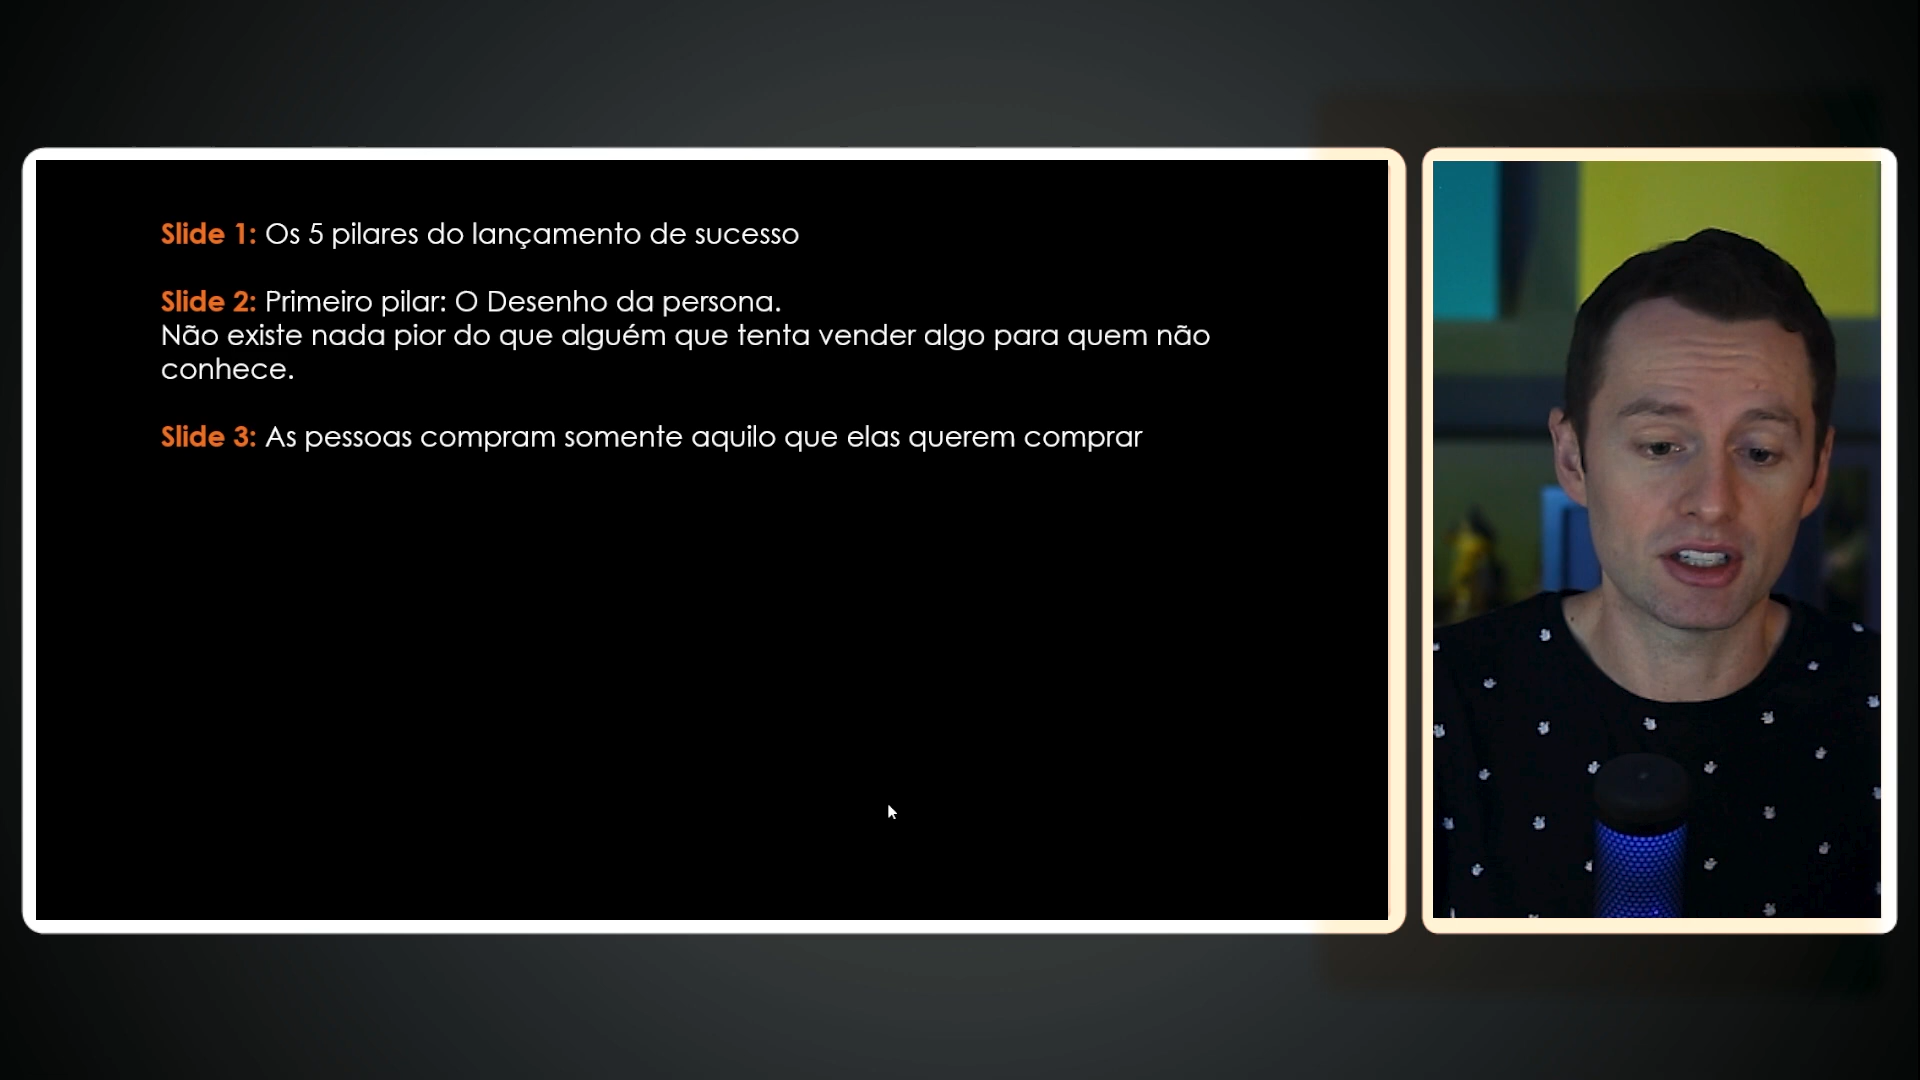 Slide 1: Os 5 pilares do lançamento de sucesso
Slide 2: Primeiro pilar: O Desenho da persona.
Não existe nada pior do que alguém que tenta vender algo para quem não
conhece.
Slide 3: As pessoas compram somente aquilo que elas querem comprar